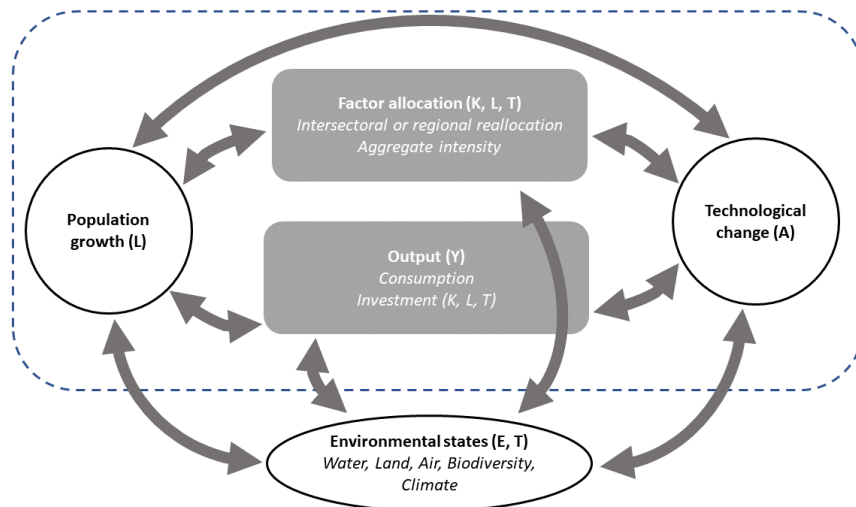 Factor allocation (K, L, T)
Intersectoral or regional reallocation
Aggregate intensity
Population
growth (L)
Technological
change (A)
Output (Y)
Consumption
Investment (K, L, T)
Environmental states (E, T)
Water, Land, Air, Biodiversity,
Climate